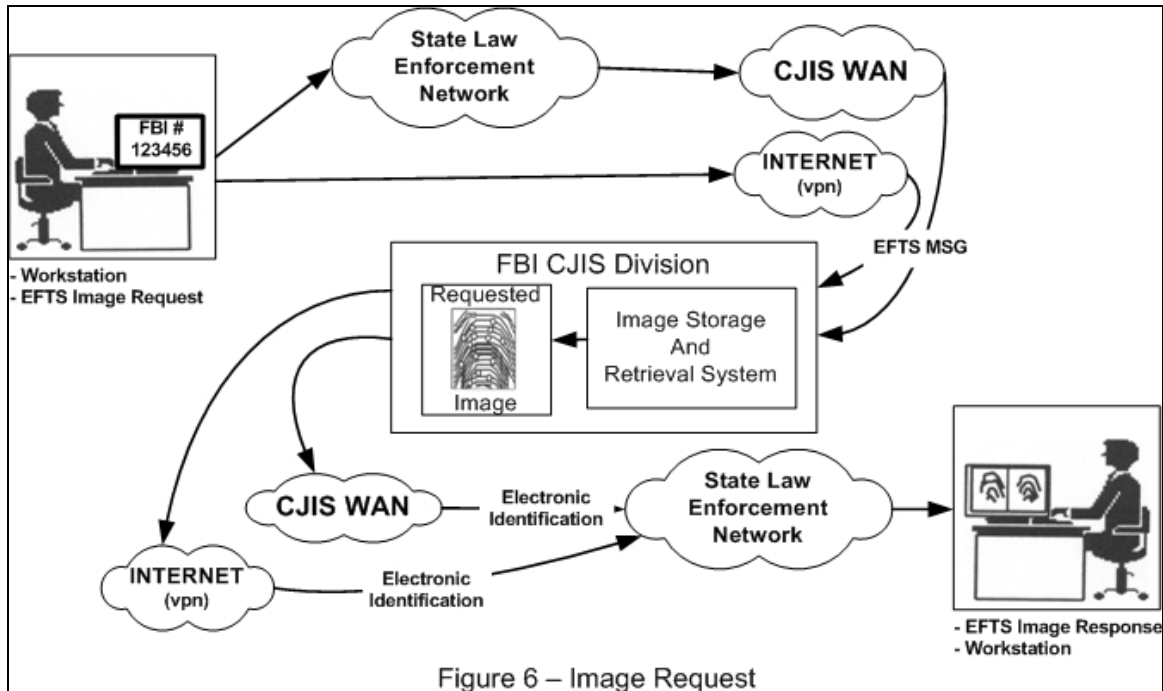 State Law
Enforcement
Network
CJIS WAN
FBI #
123456
INTERNET
(vpn)
EFTS MSG
- Workstation
- EFTS Image Request
FBI CJIS Division
Requested
Image
Image Storage
And
Retrieval System
CJIS WAN
Electronic
Identification
State Law
Enforcement
Network
INTERNET
(vpn)
Electronic
Identification
- EFTS Image Response
- Workstation
Figure 6 – Image Request